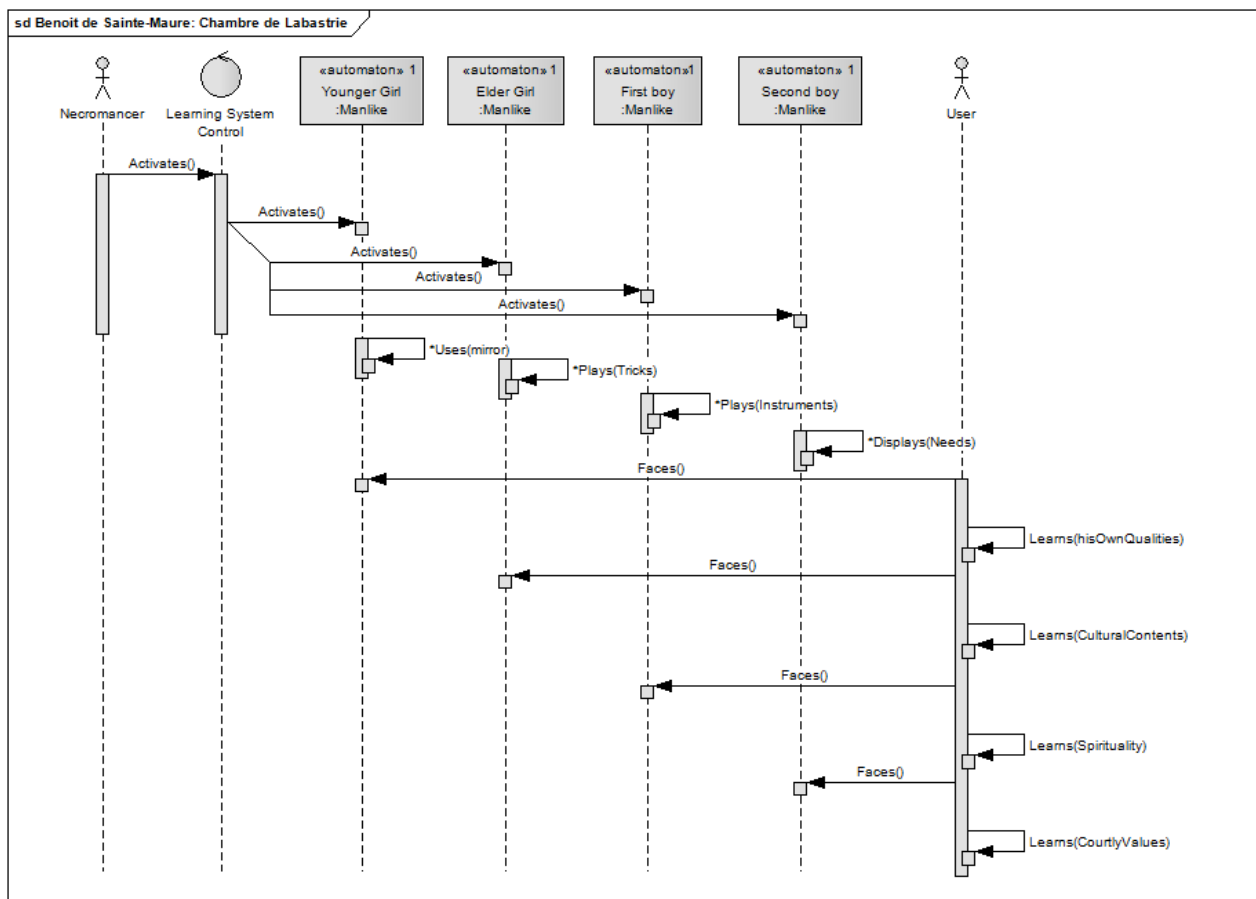 sd Benoit de Sainte-Maure: Chambre de Labastrie
«automaton» 1
Younger Girl
:Manlike
«automaton» 1
Elder Girl
:Manlike
«automaton»1
First boy
:Manlike
«automaton» 1
Second boy
:Manlike
Necromancer
Learning System
Control
User
Activates()
Activates()
Activates()
Activates()
Activates()
*Uses(mirror)
*Plays(Tricks)
*Plays(Instruments)
*Displays(Needs)
Faces()
Learns(hisOwnQualities)
Faces()
Learns(CulturalContents)
Faces()
Learns(Spirituality)
Faces()
Learns(CourtlyValues)